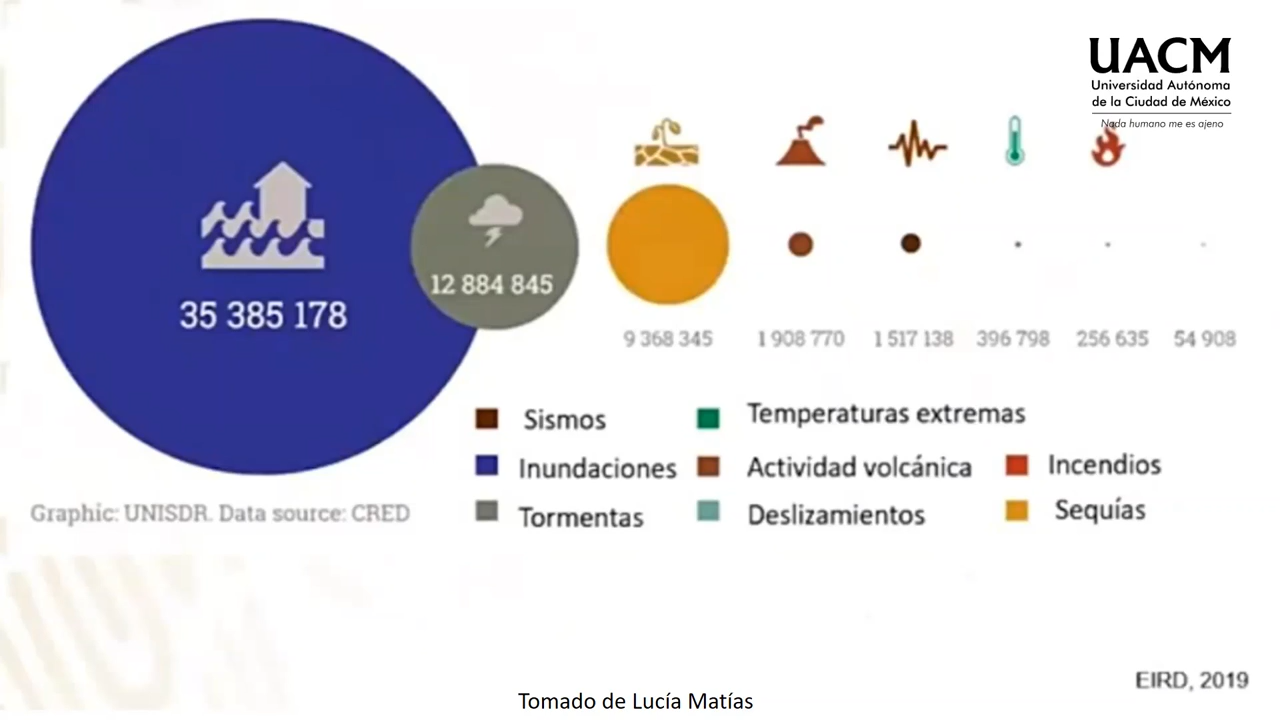 UACM
Universidad Autónoma
de la Ciudad de México
Nada humano me es ajeno
35 385 178
12 884 845
9 368 345
1 908 770
1 517 138
396 798
256 635
54 908
Sismos
Temperaturas extremas
Inundaciones
Actividad volcánica
Incendios
Tormentas
Deslizamientos
Sequías
Graphic: UNISDR. Data source: CRED
EIRD, 2019
Tomado de Lucía Matías